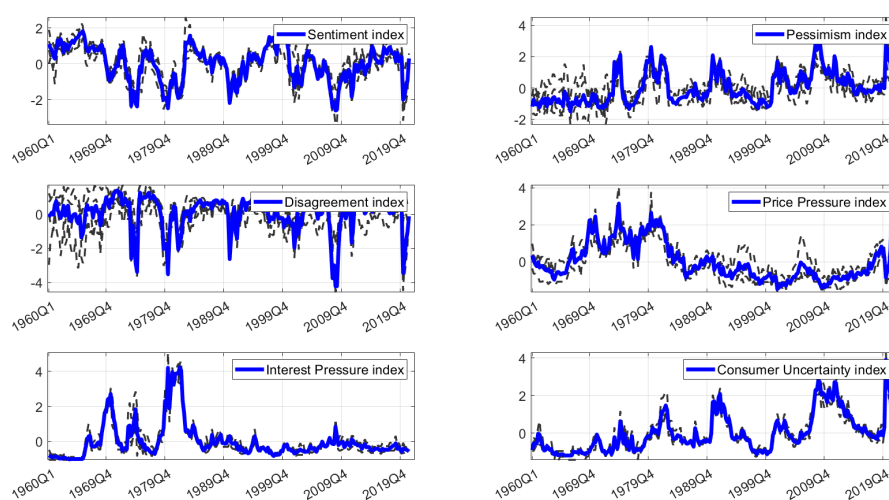 Sentiment index
2
0
-2
1960Q1 1969Q4 1979Q4 1989Q4 1999Q4 2009Q4 2019Q4
Pessimism index
4
2
0
-2
1960Q1 1969Q4 1979Q4 1989Q4 1999Q4 2009Q4 2019Q4
Disagreement index
0
-2
-4
1960Q1 1969Q4 1979Q4 1989Q4 1999Q4 2009Q4 2019Q4
Price Pressure index
4
2
0
1960Q1 1969Q4 1979Q4 1989Q4 1999Q4 2009Q4 2019Q4
Interest Pressure index
4
2
0
1960Q1 1969Q4 1979Q4 1989Q4 1999Q4 2009Q4 2019Q4
Consumer Uncertainty index
4
2
0
1960Q1 1969Q4 1979Q4 1989Q4 1999Q4 2009Q4 2019Q4